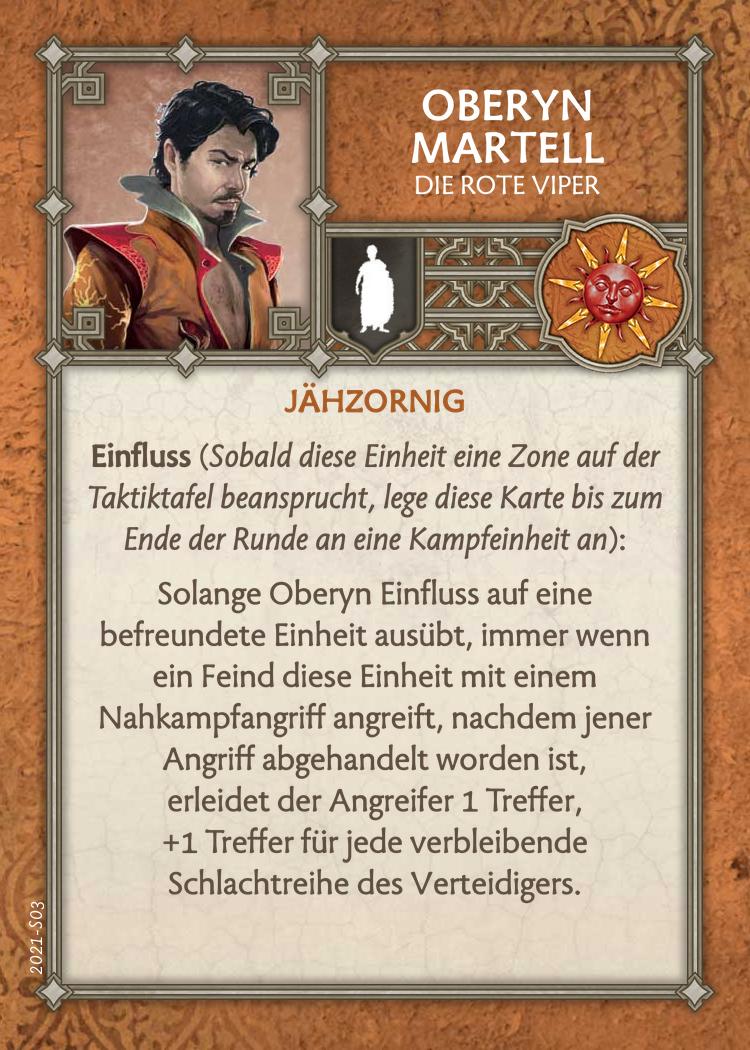 OBERYN
MARTELL
DIE ROTE VIPER
JÄHZORNIG
Einfluss (Sobald diese Einheit eine Zone auf der
Taktiktafel beansprucht, lege diese Karte bis zum
Ende der Runde an eine Kampfeinheit an):
Solange Oberyn Einfluss auf eine
befreundete Einheit ausübt, immer wenn
ein Feind diese Einheit mit einem
Nahkampfangriff angreift, nachdem jener
Angriff abgehandelt worden ist,
erleidet der Angreifer 1 Treffer,
+1 Treffer für jede verbleibende
Schlachtreihe des Verteidigers.
2021-S03